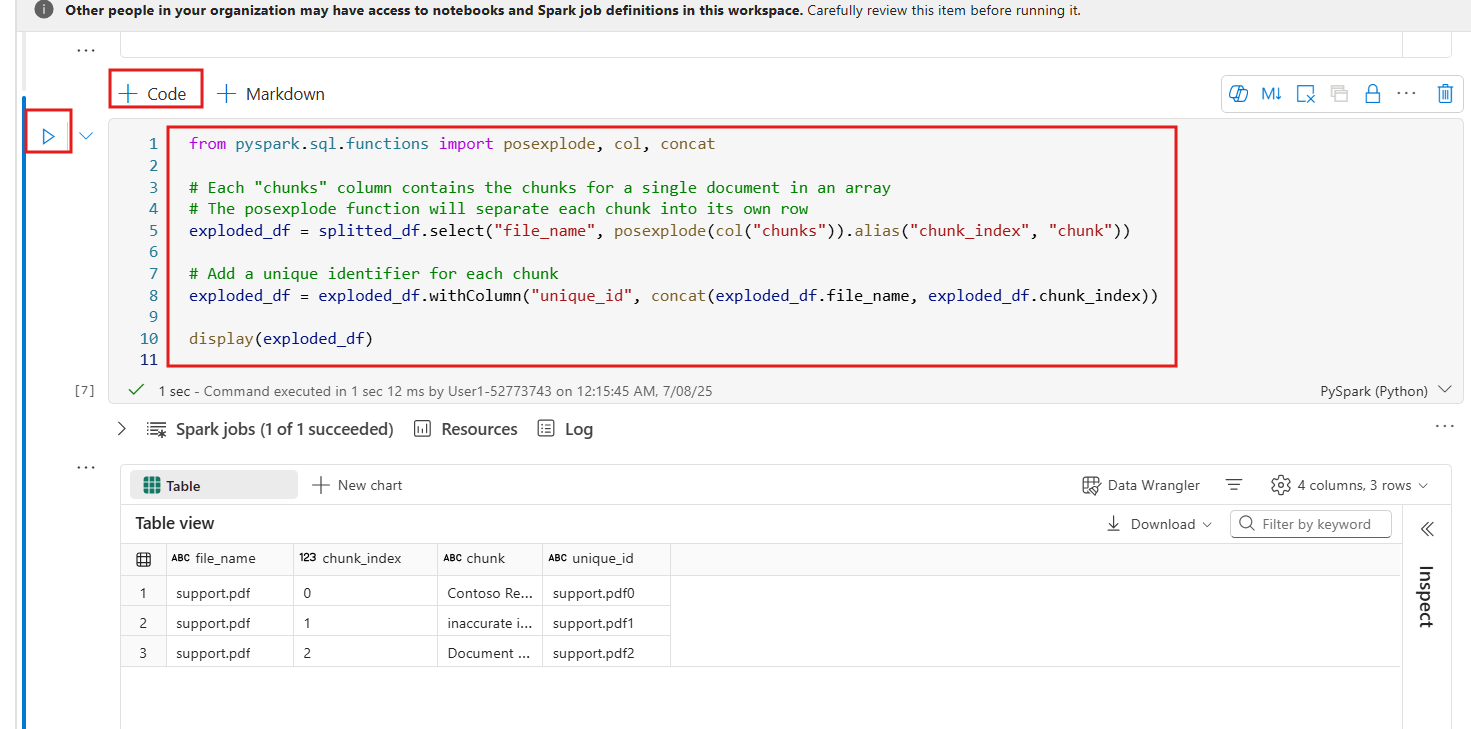 Other people in your organization may have access to notebooks and Spark job definitions in this workspace. Carefully review this item before running it.
...
+ Code + Markdown
M↓ ...
1 from pyspark.sql.functions import posexplode, col, concat
2
3 # Each "chunks" column contains the chunks for a single document in an array
4 # The posexplode function will separate each chunk into its own row
5 exploded_df = splitted_df.select("file_name", posexplode(col("chunks")).alias("chunk_index", "chunk"))
6
7 # Add a unique identifier for each chunk
8 exploded_df = exploded_df.withColumn("unique_id", concat(exploded_df.file_name, exploded_df.chunk_index))
9
10 display(exploded_df)
11
[7] 1 sec - Command executed in 1 sec 12 ms by User1-52773743 on 12:15:45 AM, 7/08/25 PySpark (Python)
Spark jobs (1 of 1 succeeded) Resources Log ...
...
Table + New chart Data Wrangler 4 columns, 3 rows
Table view Download Filter by keyword
ABC file_name 123 chunk_index ABC chunk ABC unique_id
1 support.pdf 0 Contoso Re... support.pdf0
2 support.pdf 1 inaccurate i... support.pdf1
3 support.pdf 2 Document ... support.pdf2
Inspect